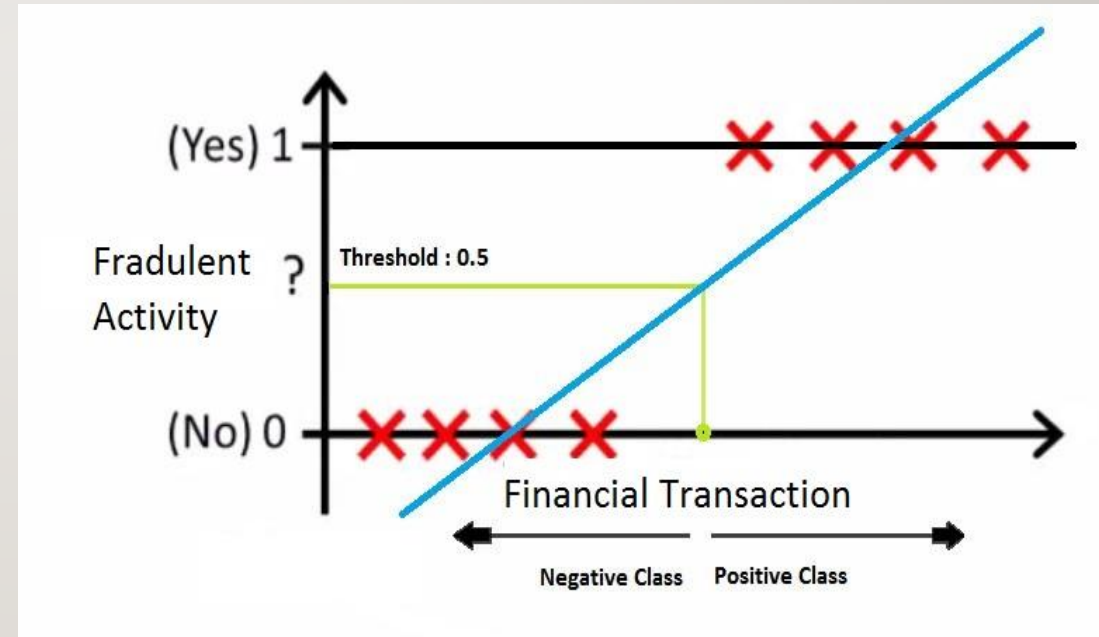 (Yes) 1
Threshold : 0.5
Fradulent ?
Activity
(No) 0
Financial Transaction
Negative Class Positive Class